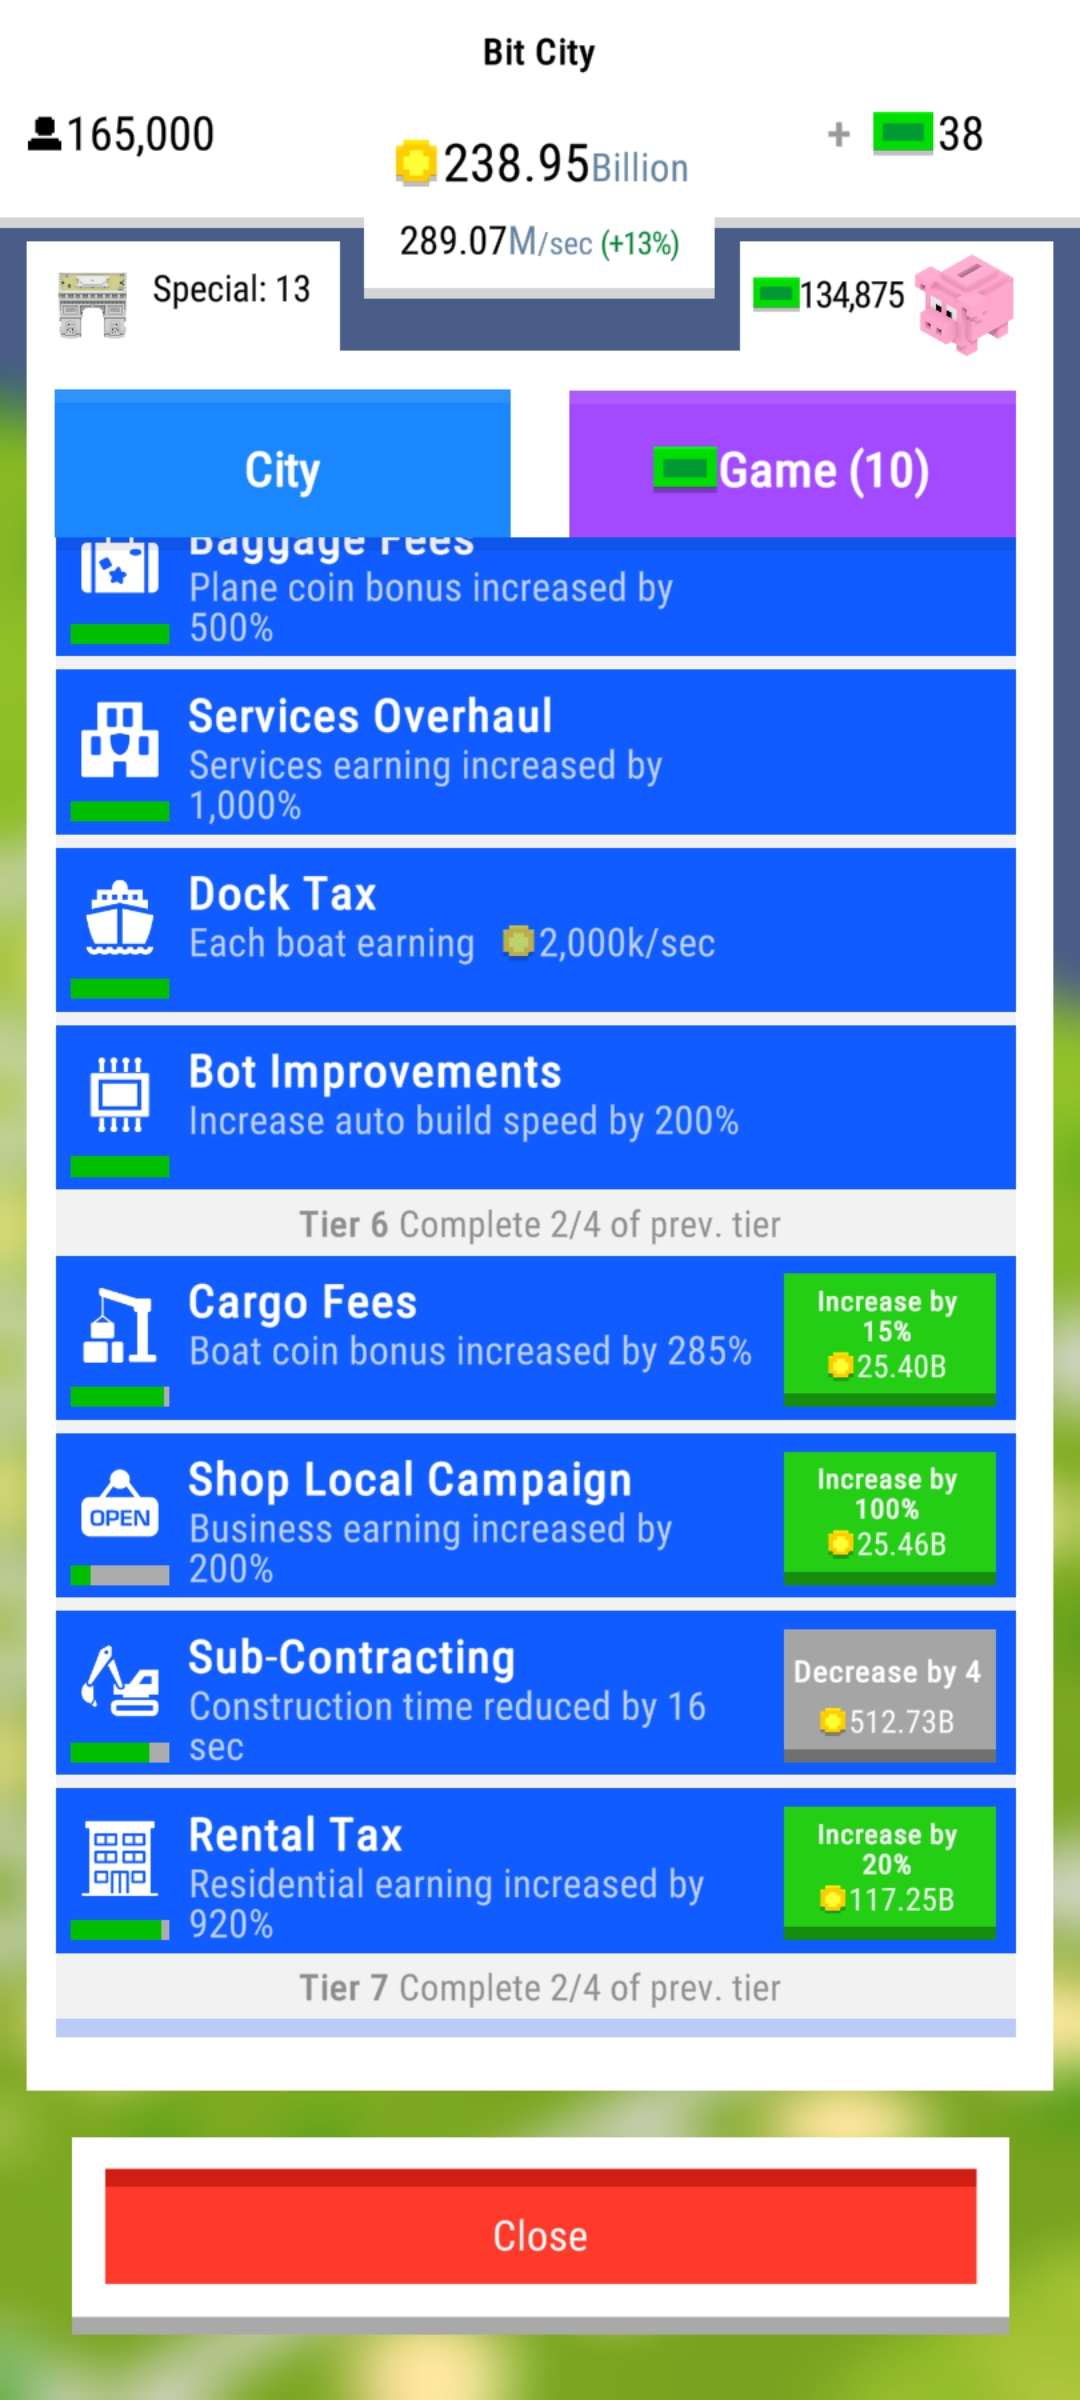 Bit City
165,000
238.95Billion
+ 38
289.07M/sec (+13%)
Special: 13
134,875
City
Game (10)
Baggage Fees
Plane coin bonus increased by
500%
Services Overhaul
Services earning increased by
1,000%
Dock Tax
Each boat earning 2,000k/sec
Bot Improvements
Increase auto build speed by 200%
Tier 6 Complete 2/4 of prev. tier
Cargo Fees
Boat coin bonus increased by 285%
Increase by
15%
25.40B
OPEN
Shop Local Campaign
Business earning increased by
200%
Increase by
100%
25.46B
Sub-Contracting
Construction time reduced by 16
sec
Decrease by 4
512.73B
Rental Tax
Residential earning increased by
920%
Increase by
20%
117.25B
Tier 7 Complete 2/4 of prev. tier
Close